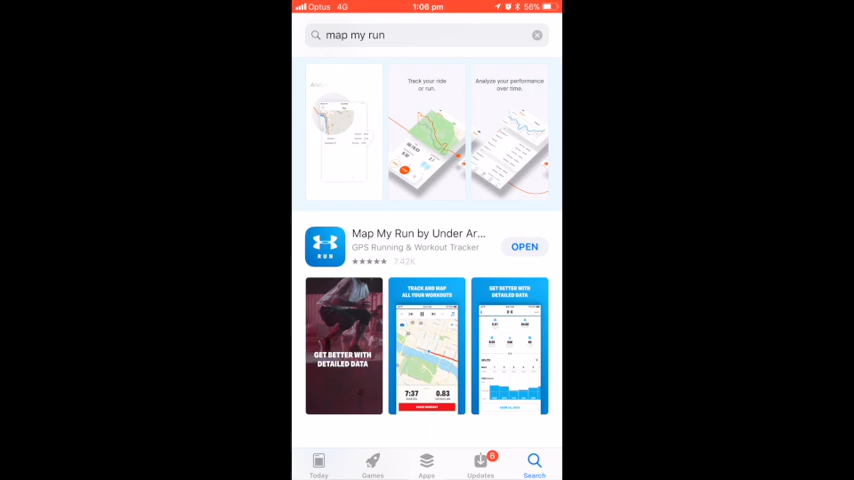 Optus 4G 1:06 pm 56%
map my run
Track your ride
or run.
Analyze your performance
over time.
Map My Run by Under Ar...
GPS Running & Workout Tracker
7.42K
OPEN
RUN
GET BETTER WITH
DETAILED DATA
TRACK AND MAP
ALL YOUR WORKOUTS
7:37 0.83
GET BETTER WITH
DETAILED DATA
6
Today Games Apps Updates Search